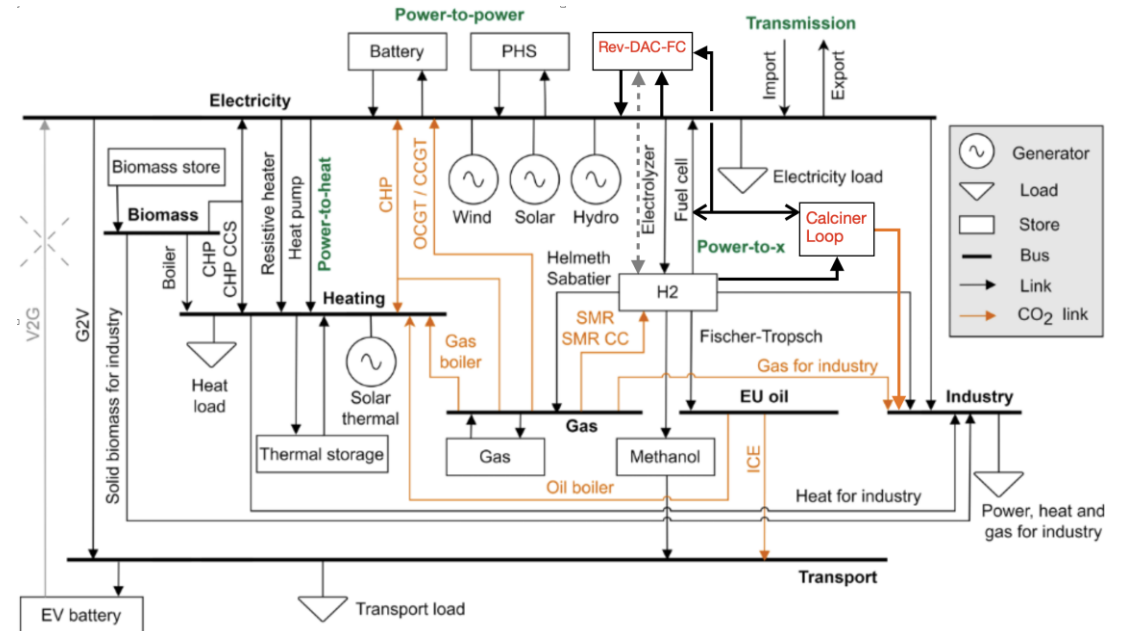 Power-to-power
Transmission
Battery
PHS
Rev-DAC-FC
Import
Export
Electricity
Biomass store
Biomass
Boiler
CHP
CHP CCS
Resistive heater
Heat pump
Power-to-heat
CHP
OCGT / CCGT
Wind
Solar
Hydro
Electrolyzer
Fuel cell
Electricity load
Calciner
Loop
Power-to-x
Generator
Load
Store
Bus
Link
CO2 link
V2G
G2V
Solid biomass for industry
Heating
Heat
load
Solar
thermal
Thermal storage
Gas
boiler
Helmeth
Sabatier
H2
SMR
SMR CC
Fischer-Tropsch
Gas for industry
EU oil
Industry
Gas
Gas
Methanol
ICE
Oil boiler
Heat for industry
Power, heat and
gas for industry
Transport
EV battery
Transport load